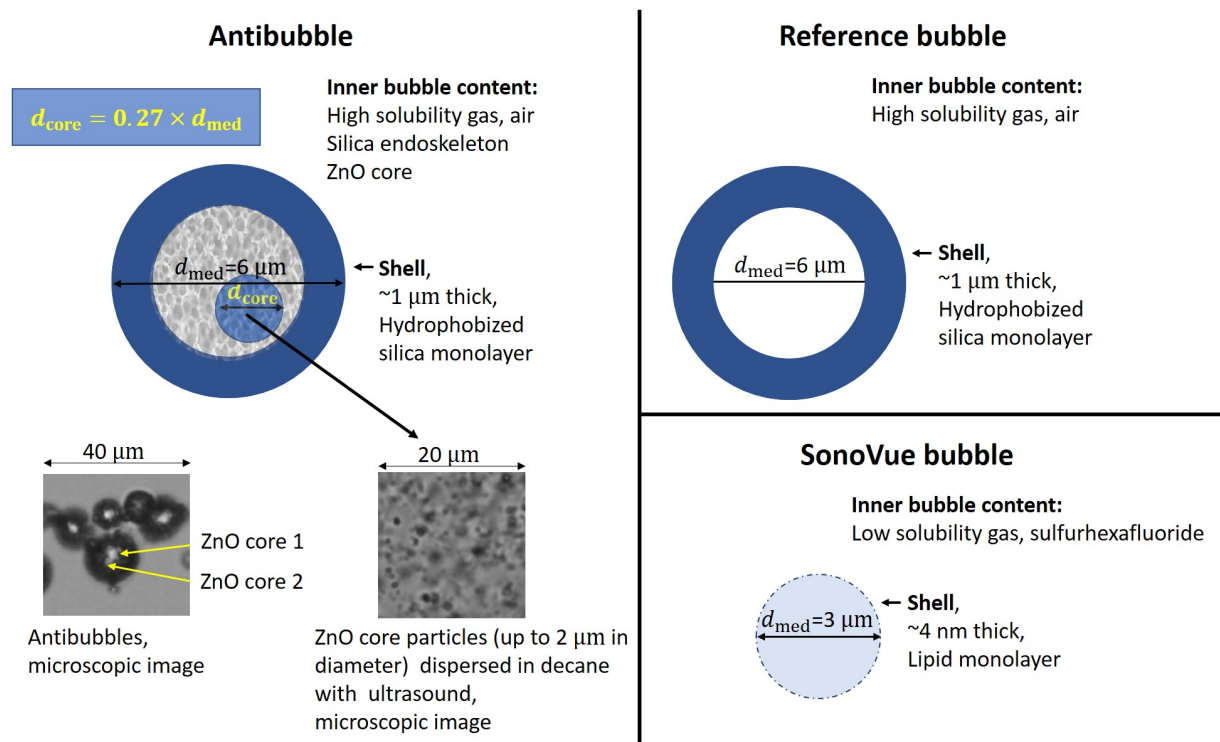 Antibubble
d_core = 0.27 × d_med
Inner bubble content:
High solubility gas, air
Silica endoskeleton
ZnO core
d_med=6 μm
d_core
Shell,
~1 μm thick,
Hydrophobized
silica monolayer
40 μm
ZnO core 1
ZnO core 2
Antibubbles,
microscopic image
20 μm
ZnO core particles (up to 2 μm in
diameter) dispersed in decane
with ultrasound,
microscopic image
Reference bubble
Inner bubble content:
High solubility gas, air
d_med=6 μm
Shell,
~1 μm thick,
Hydrophobized
silica monolayer
SonoVue bubble
Inner bubble content:
Low solubility gas, sulfurhexafluoride
d_med=3 μm
Shell,
~4 nm thick,
Lipid monolayer